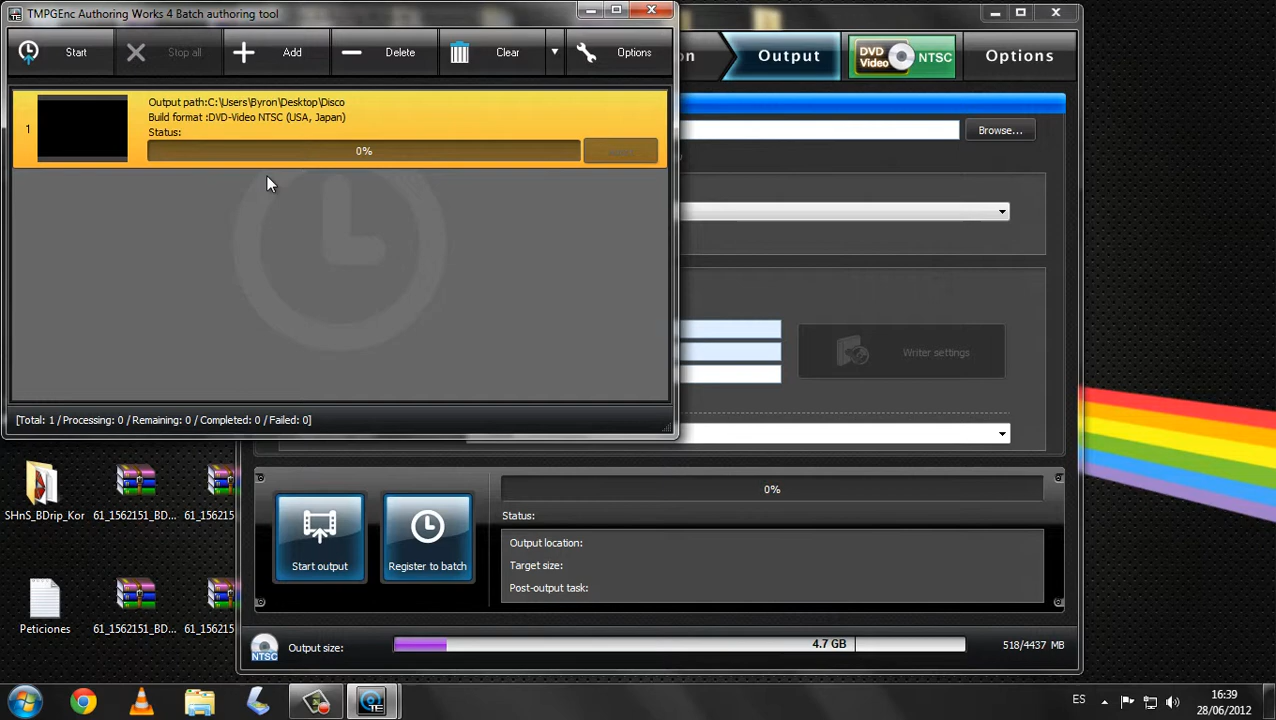 TMPGEnc Authoring Works 4 Batch authoring tool
Start
Stop all
Add
Delete
Clear
Options
on
Output
DVD
Video
NTSC
Options
1
Output path:C:\Users\Byron\Desktop\Disco
Build format :DVD-Video NTSC (USA, Japan)
Status:
0%
Browse...
Writer settings
[Total: 1 / Processing: 0 / Remaining: 0 / Completed: 0 / Failed: 0]
SHnS_BDrip_Kor
61_1562151_BD...
61_156215
Peticiones
61_1562151_BD...
61_156215
Start output
Register to batch
0%
Status:
Output location:
Target size:
Post-output task:
NTSC
Output size:
4.7 GB
518/4437 MB
TE
ES
16:39
28/06/2012